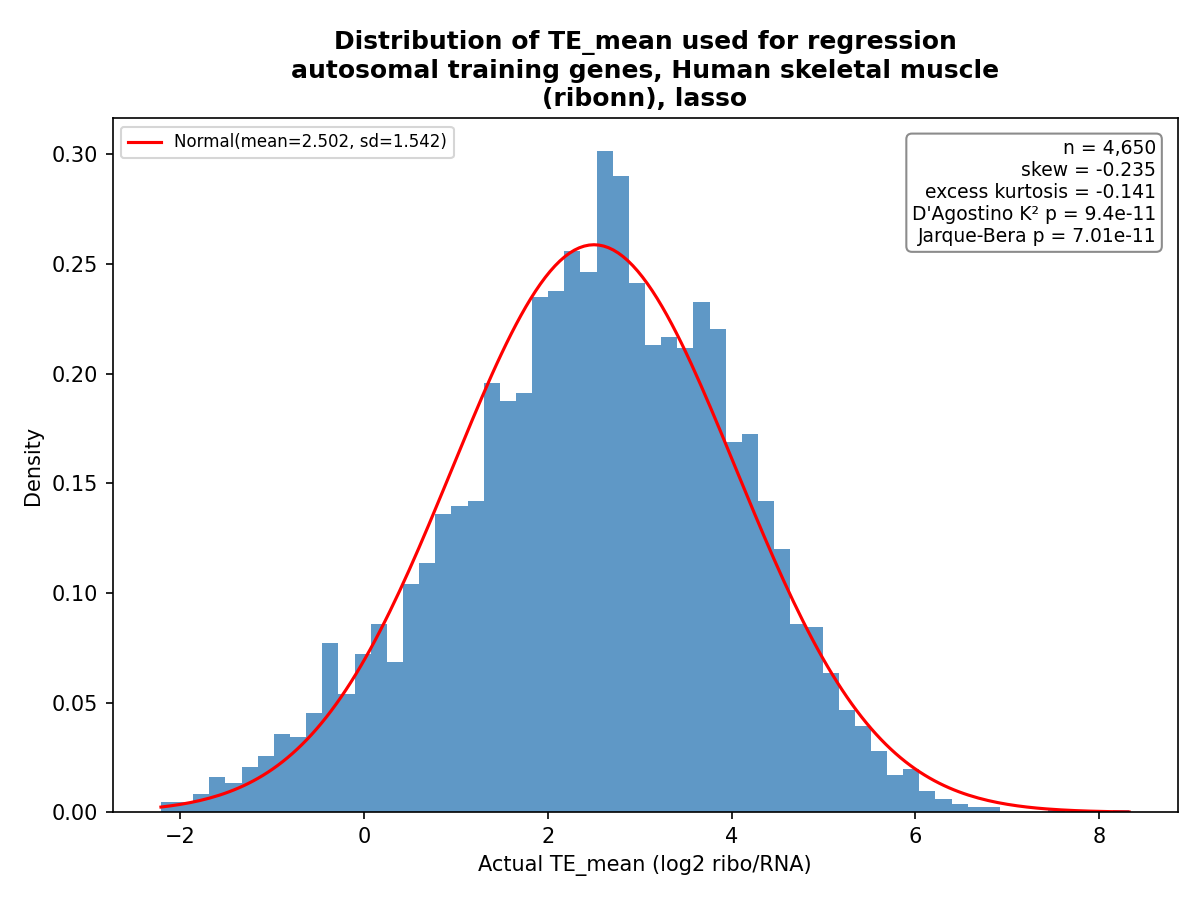 Distribution of TE_mean used for regression
autosomal training genes, Human skeletal muscle
(ribonn), lasso
Normal(mean=2.502, sd=1.542)
n = 4,650
skew = -0.235
excess kurtosis = -0.141
D'Agostino K² p = 9.4e-11
Jarque-Bera p = 7.01e-11
Density
0.30
0.25
0.20
0.15
0.10
0.05
0.00
−2 0 2 4 6 8
Actual TE_mean (log2 ribo/RNA)